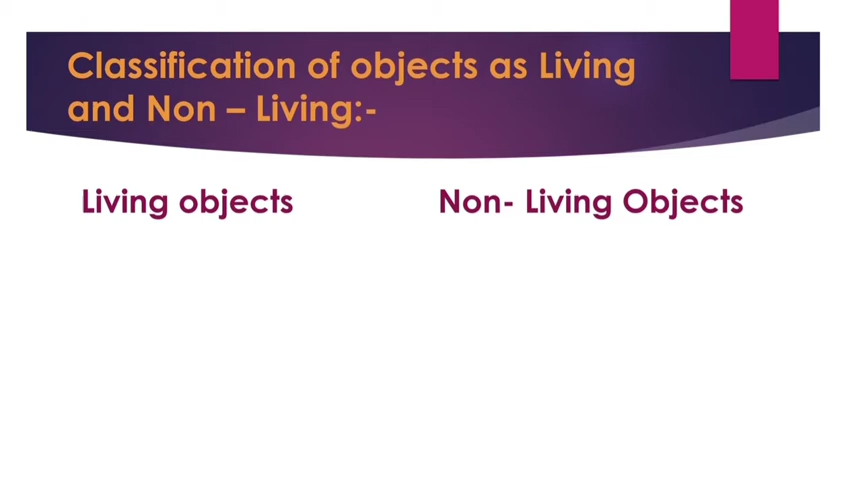 Classification of objects as Living
and Non – Living:-
Living objects
Non- Living Objects